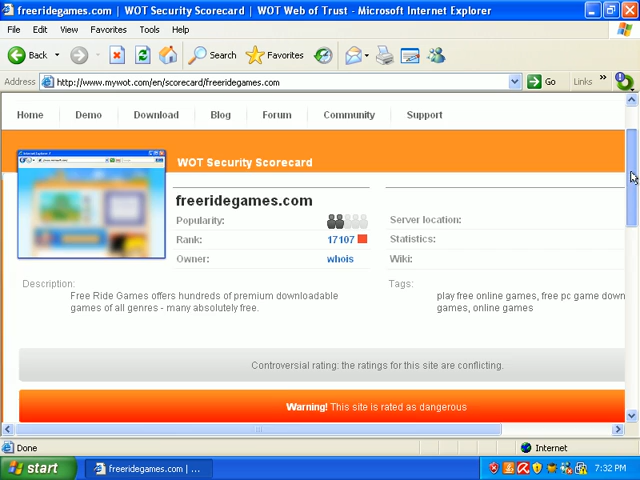 freeridegames.com | WOT Security Scorecard | WOT Web of Trust - Microsoft Internet Explorer
File Edit View Favorites Tools Help
Back Search Favorites
Address http://www.mywot.com/en/scorecard/freeridegames.com Go Links »
Home Demo Download Blog Forum Community Support
WOT Security Scorecard
freeridegames.com
Popularity: Server location:
Rank: 17107 Statistics:
Owner: whois Wiki:
Description: Tags:
Free Ride Games offers hundreds of premium downloadable play free online games, free pc game down
games of all genres - many absolutely free. games, online games
Controversial rating: the ratings for this site are conflicting.
Warning! This site is rated as dangerous
Done Internet
start freeridegames.com | ... 7:32 PM